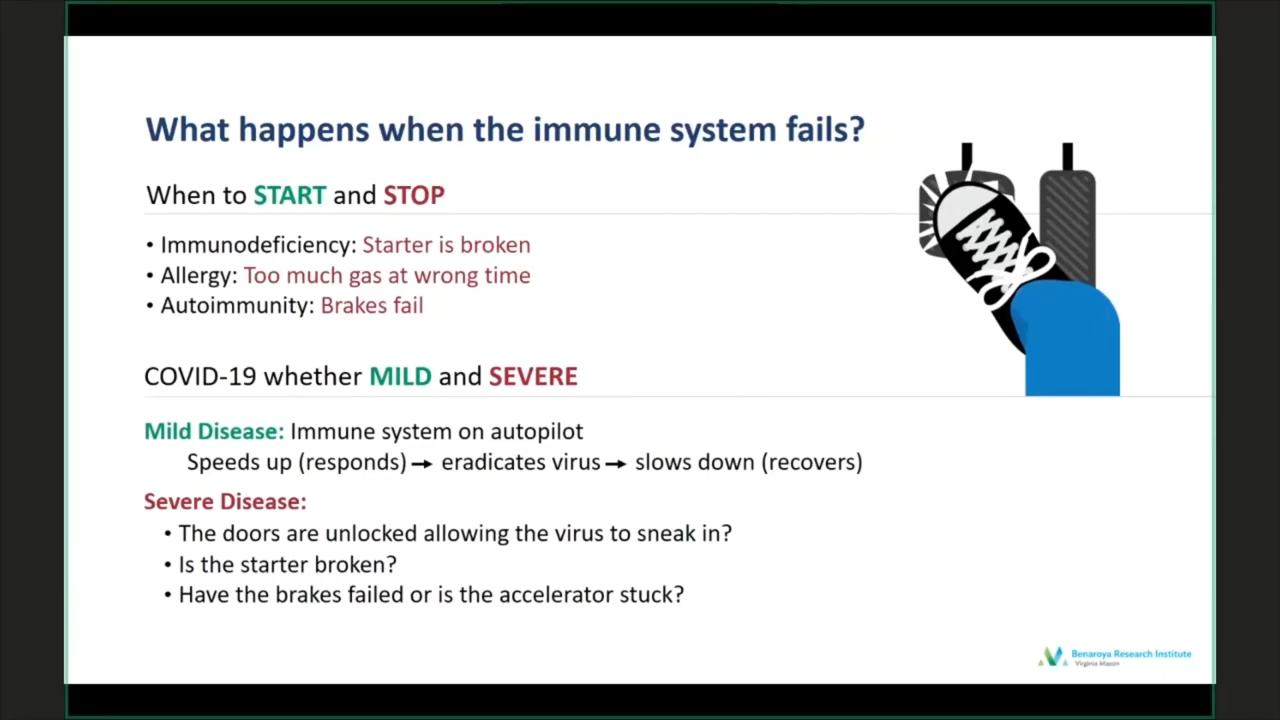 What happens when the immune system fails?
When to START and STOP
• Immunodeficiency: Starter is broken
• Allergy: Too much gas at wrong time
• Autoimmunity: Brakes fail
COVID-19 whether MILD and SEVERE
Mild Disease: Immune system on autopilot
Speeds up (responds) → eradicates virus → slows down (recovers)
Severe Disease:
• The doors are unlocked allowing the virus to sneak in?
• Is the starter broken?
• Have the brakes failed or is the accelerator stuck?
Benaroya Research Institute
Virginia Mason